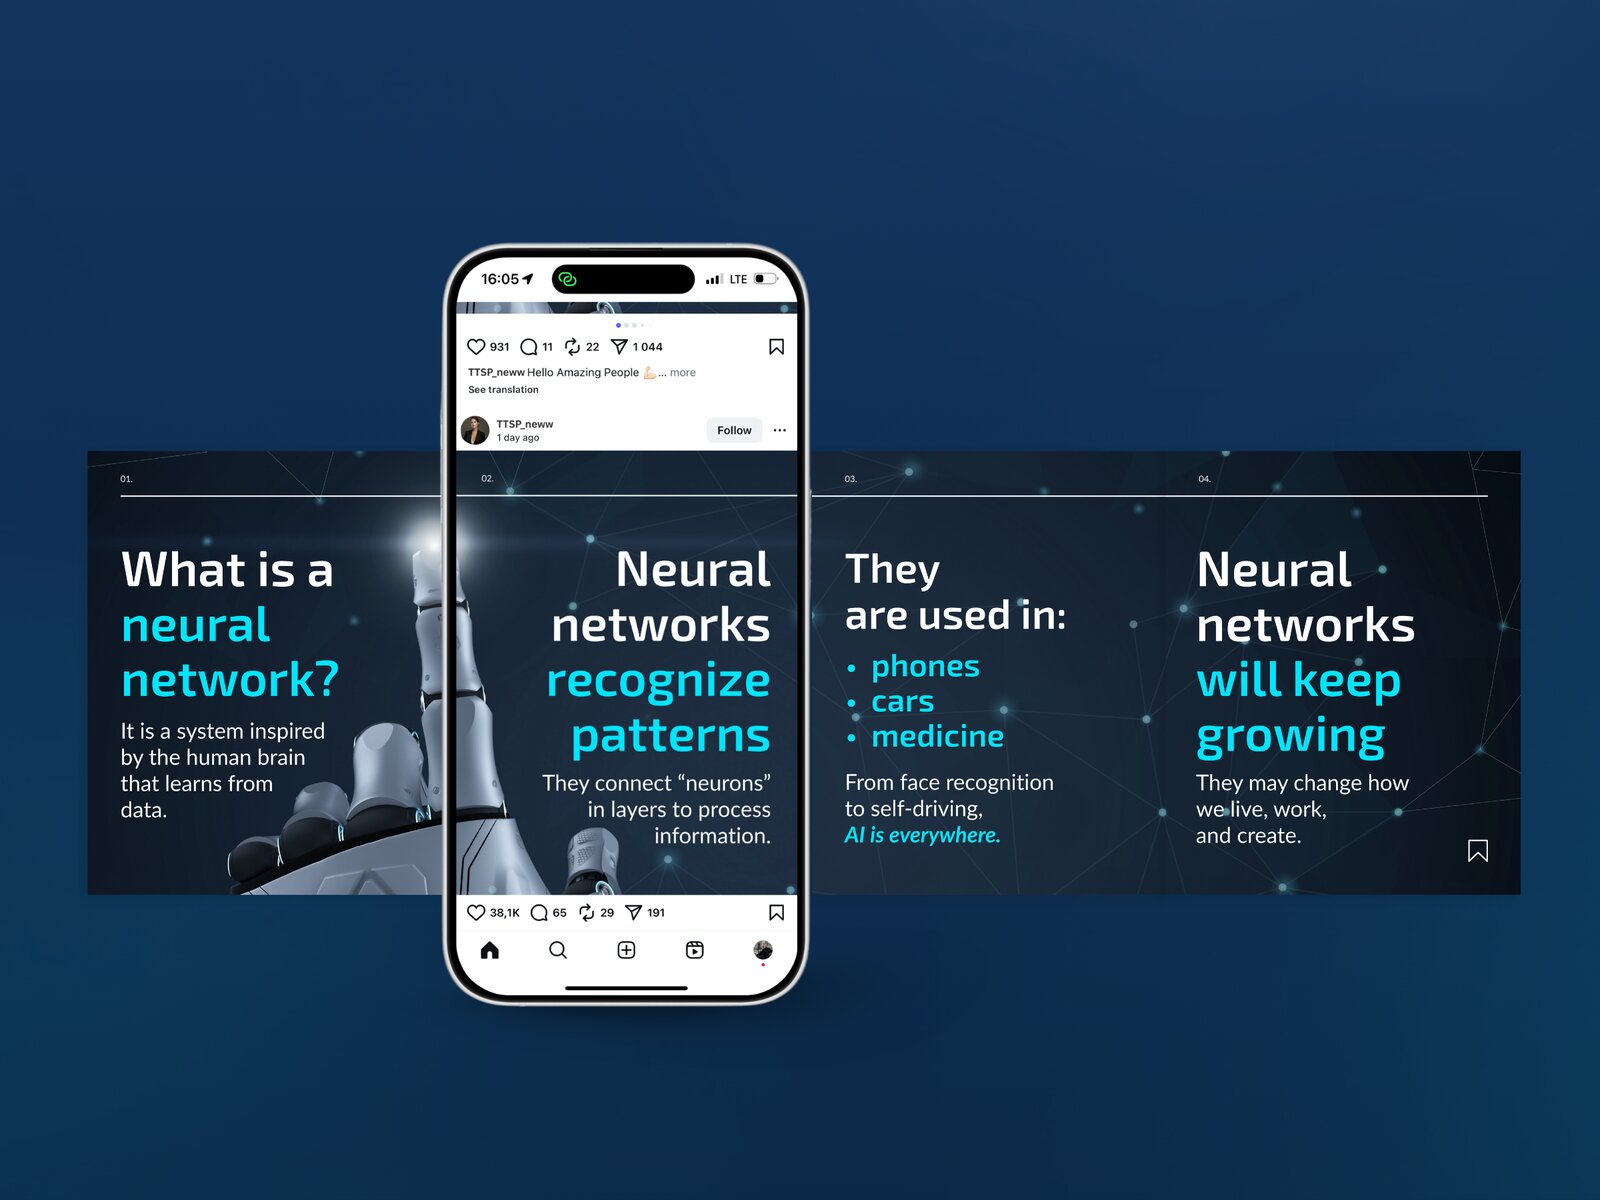 16:05
LTE
931 11 22 1 044
TTSP_neww Hello Amazing People 💪🏻... more
See translation
TTSP_neww
1 day ago
Follow
01.
What is a
neural
network?
It is a system inspired
by the human brain
that learns from
data.
02.
Neural
networks
recognize
patterns
They connect “neurons”
in layers to process
information.
38,1K 65 29 191
03.
They
are used in:
• phones
• cars
• medicine
From face recognition
to self-driving,
AI is everywhere.
04.
Neural
networks
will keep
growing
They may change how
we live, work,
and create.